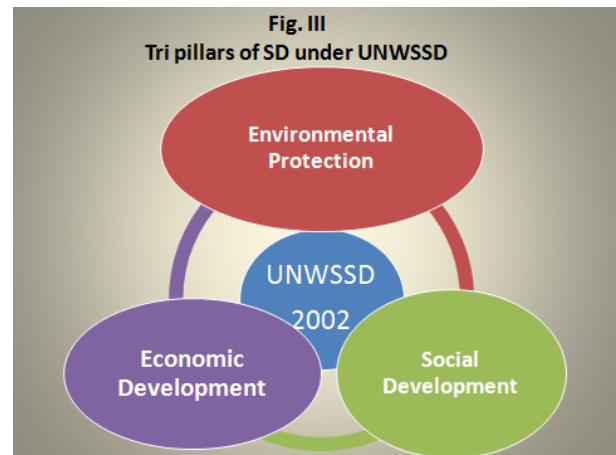 Fig. III
Tri pillars of SD under UNWSSD
Environmental
Protection
UNWSSD
2002
Economic
Development
Social
Development